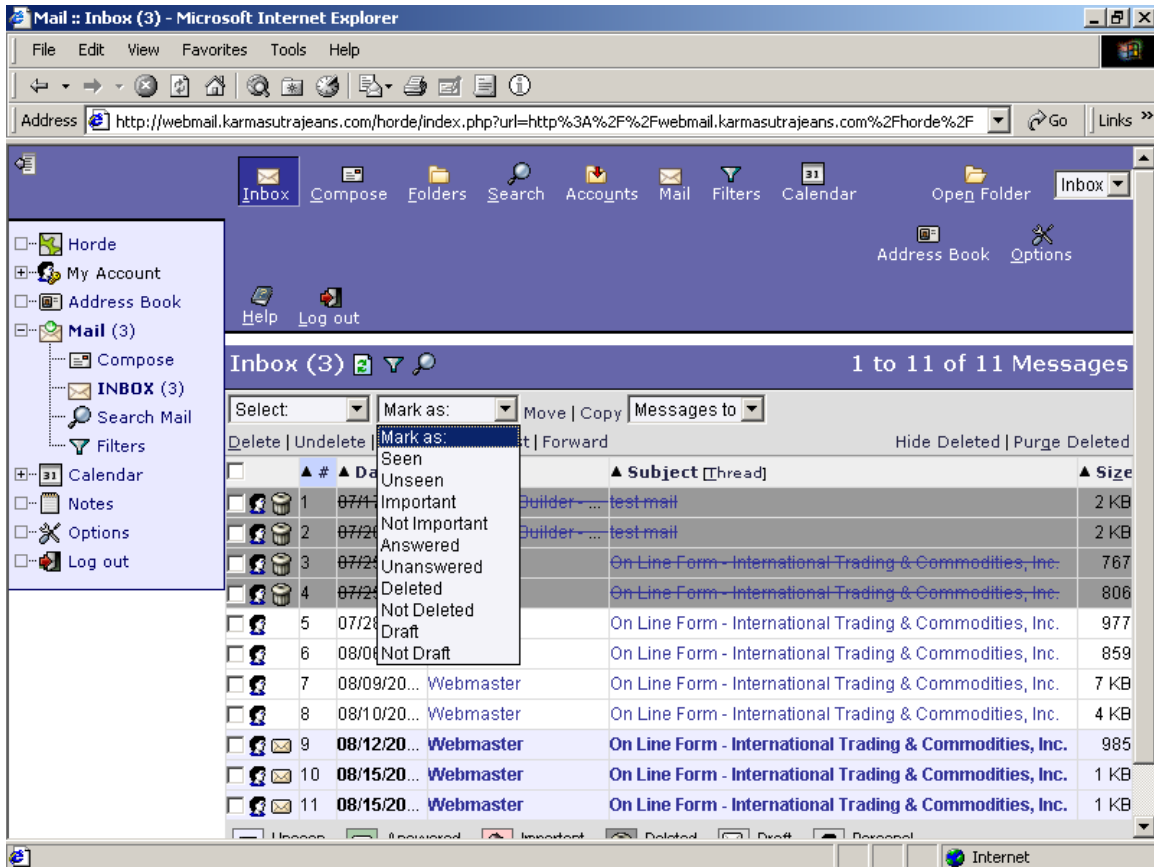 Mail :: Inbox (3) - Microsoft Internet Explorer
File Edit View Favorites Tools Help
Address http://webmail.karmasutrajeans.com/horde/index.php?url=http%3A%2F%2Fwebmail.karmasutrajeans.com%2Fhorde%2F Go Links »
Inbox Compose Folders Search Accounts Mail Filters 31 Calendar Open Folder Inbox
Address Book Options
Help Log out
Horde
My Account
Address Book
Mail (3)
Compose
INBOX (3)
Search Mail
Filters
31 Calendar
Notes
Options
Log out
Inbox (3) 1 to 11 of 11 Messages
Select: Mark as: Move | Copy Messages to
Delete | Undelete | Forward Hide Deleted | Purge Deleted
Mark as:
Seen
Unseen
Important
Not Important
Answered
Unanswered
Deleted
Not Deleted
Draft
Not Draft
# Subject [Thread] Size
1 Builder - ... test mail 2 KB
2 Builder - ... test mail 2 KB
3 On Line Form - International Trading & Commodities, Inc. 767
4 On Line Form - International Trading & Commodities, Inc. 806
5 On Line Form - International Trading & Commodities, Inc. 977
6 On Line Form - International Trading & Commodities, Inc. 859
7 08/09/20... Webmaster On Line Form - International Trading & Commodities, Inc. 7 KB
8 08/10/20... Webmaster On Line Form - International Trading & Commodities, Inc. 4 KB
9 08/12/20... Webmaster On Line Form - International Trading & Commodities, Inc. 985
10 08/15/20... Webmaster On Line Form - International Trading & Commodities, Inc. 1 KB
11 08/15/20... Webmaster On Line Form - International Trading & Commodities, Inc. 1 KB
Unseen Answered Important Deleted Draft Personal
Internet